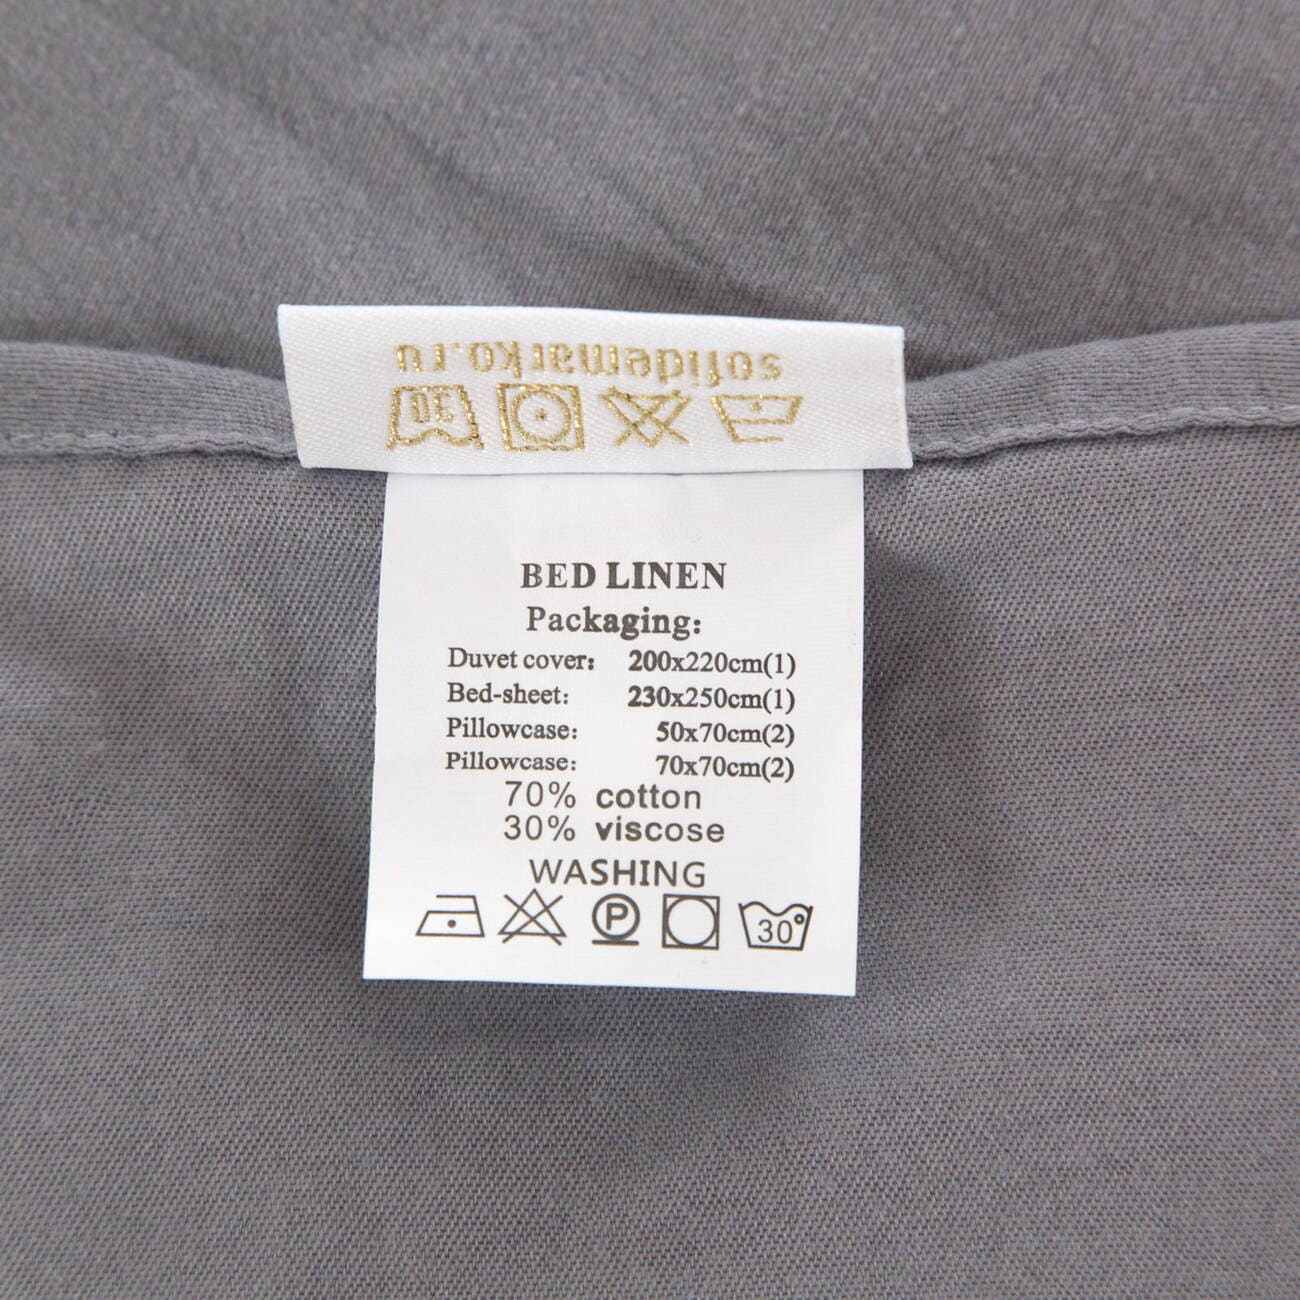 sofidemarko.ru
30
BED LINEN
Packaging:
Duvet cover: 200x220cm(1)
Bed-sheet: 230x250cm(1)
Pillowcase: 50x70cm(2)
Pillowcase: 70x70cm(2)
70% cotton
30% viscose
WASHING
P 30°